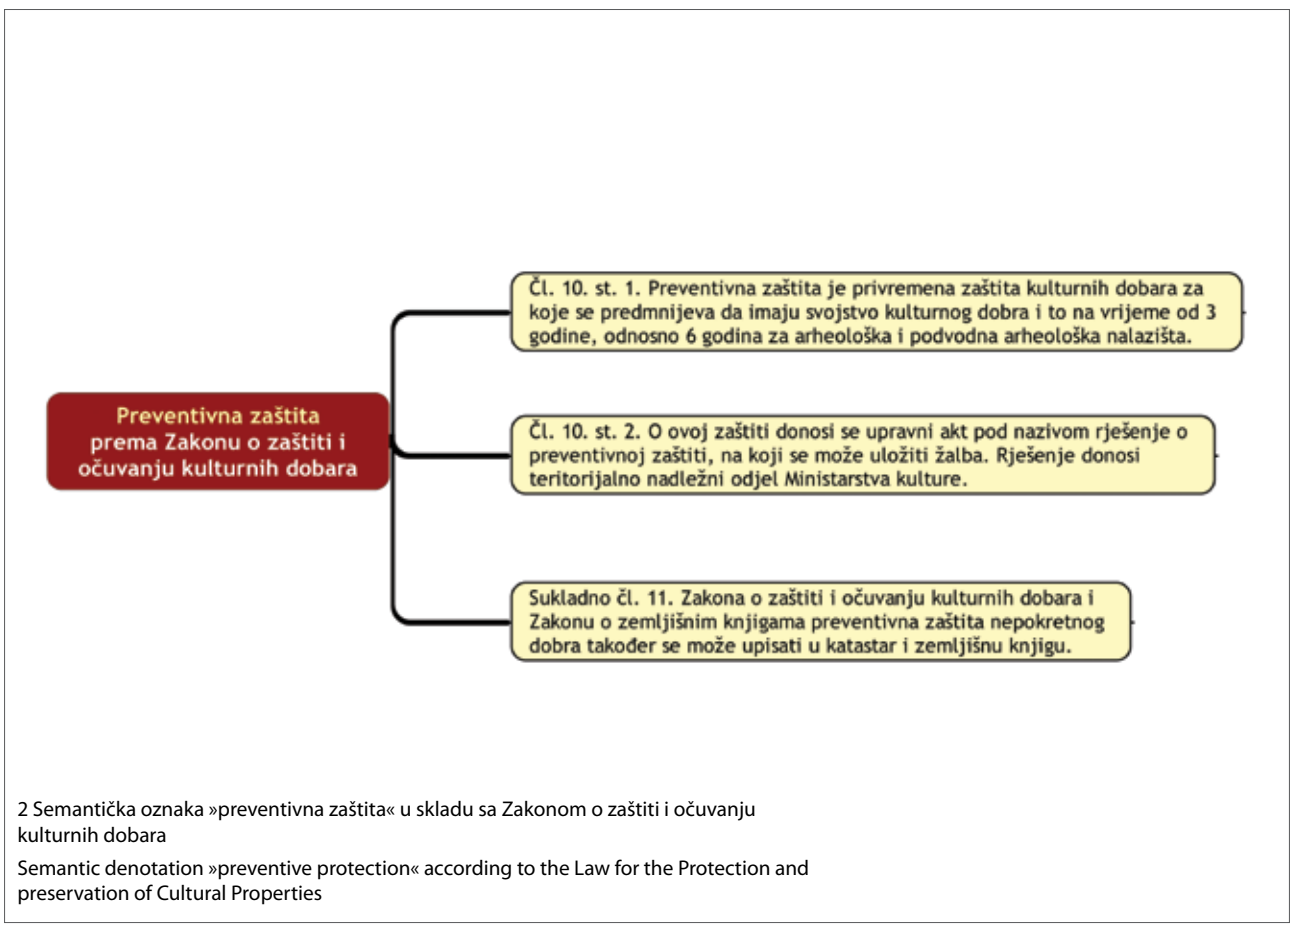 Preventivna zaštita
prema Zakonu o zaštiti i
očuvanju kulturnih dobara
Čl. 10. st. 1. Preventivna zaštita je privremena zaštita kulturnih dobara za
koje se predmnijeva da imaju svojstvo kulturnog dobra i to na vrijeme od 3
godine, odnosno 6 godina za arheološka i podvodna arheološka nalazišta.
Čl. 10. st. 2. O ovoj zaštiti donosi se upravni akt pod nazivom rješenje o
preventivnoj zaštiti, na koji se može uložiti žalba. Rješenje donosi
teritorijalno nadležni odjel Ministarstva kulture.
Sukladno čl. 11. Zakona o zaštiti i očuvanju kulturnih dobara i
Zakonu o zemljišnim knjigama preventivna zaštita nepokretnog
dobra također se može upisati u katastar i zemljišnu knjigu.
2 Semantička oznaka »preventivna zaštita« u skladu sa Zakonom o zaštiti i očuvanju
kulturnih dobara
Semantic denotation »preventive protection« according to the Law for the Protection and
preservation of Cultural Properties